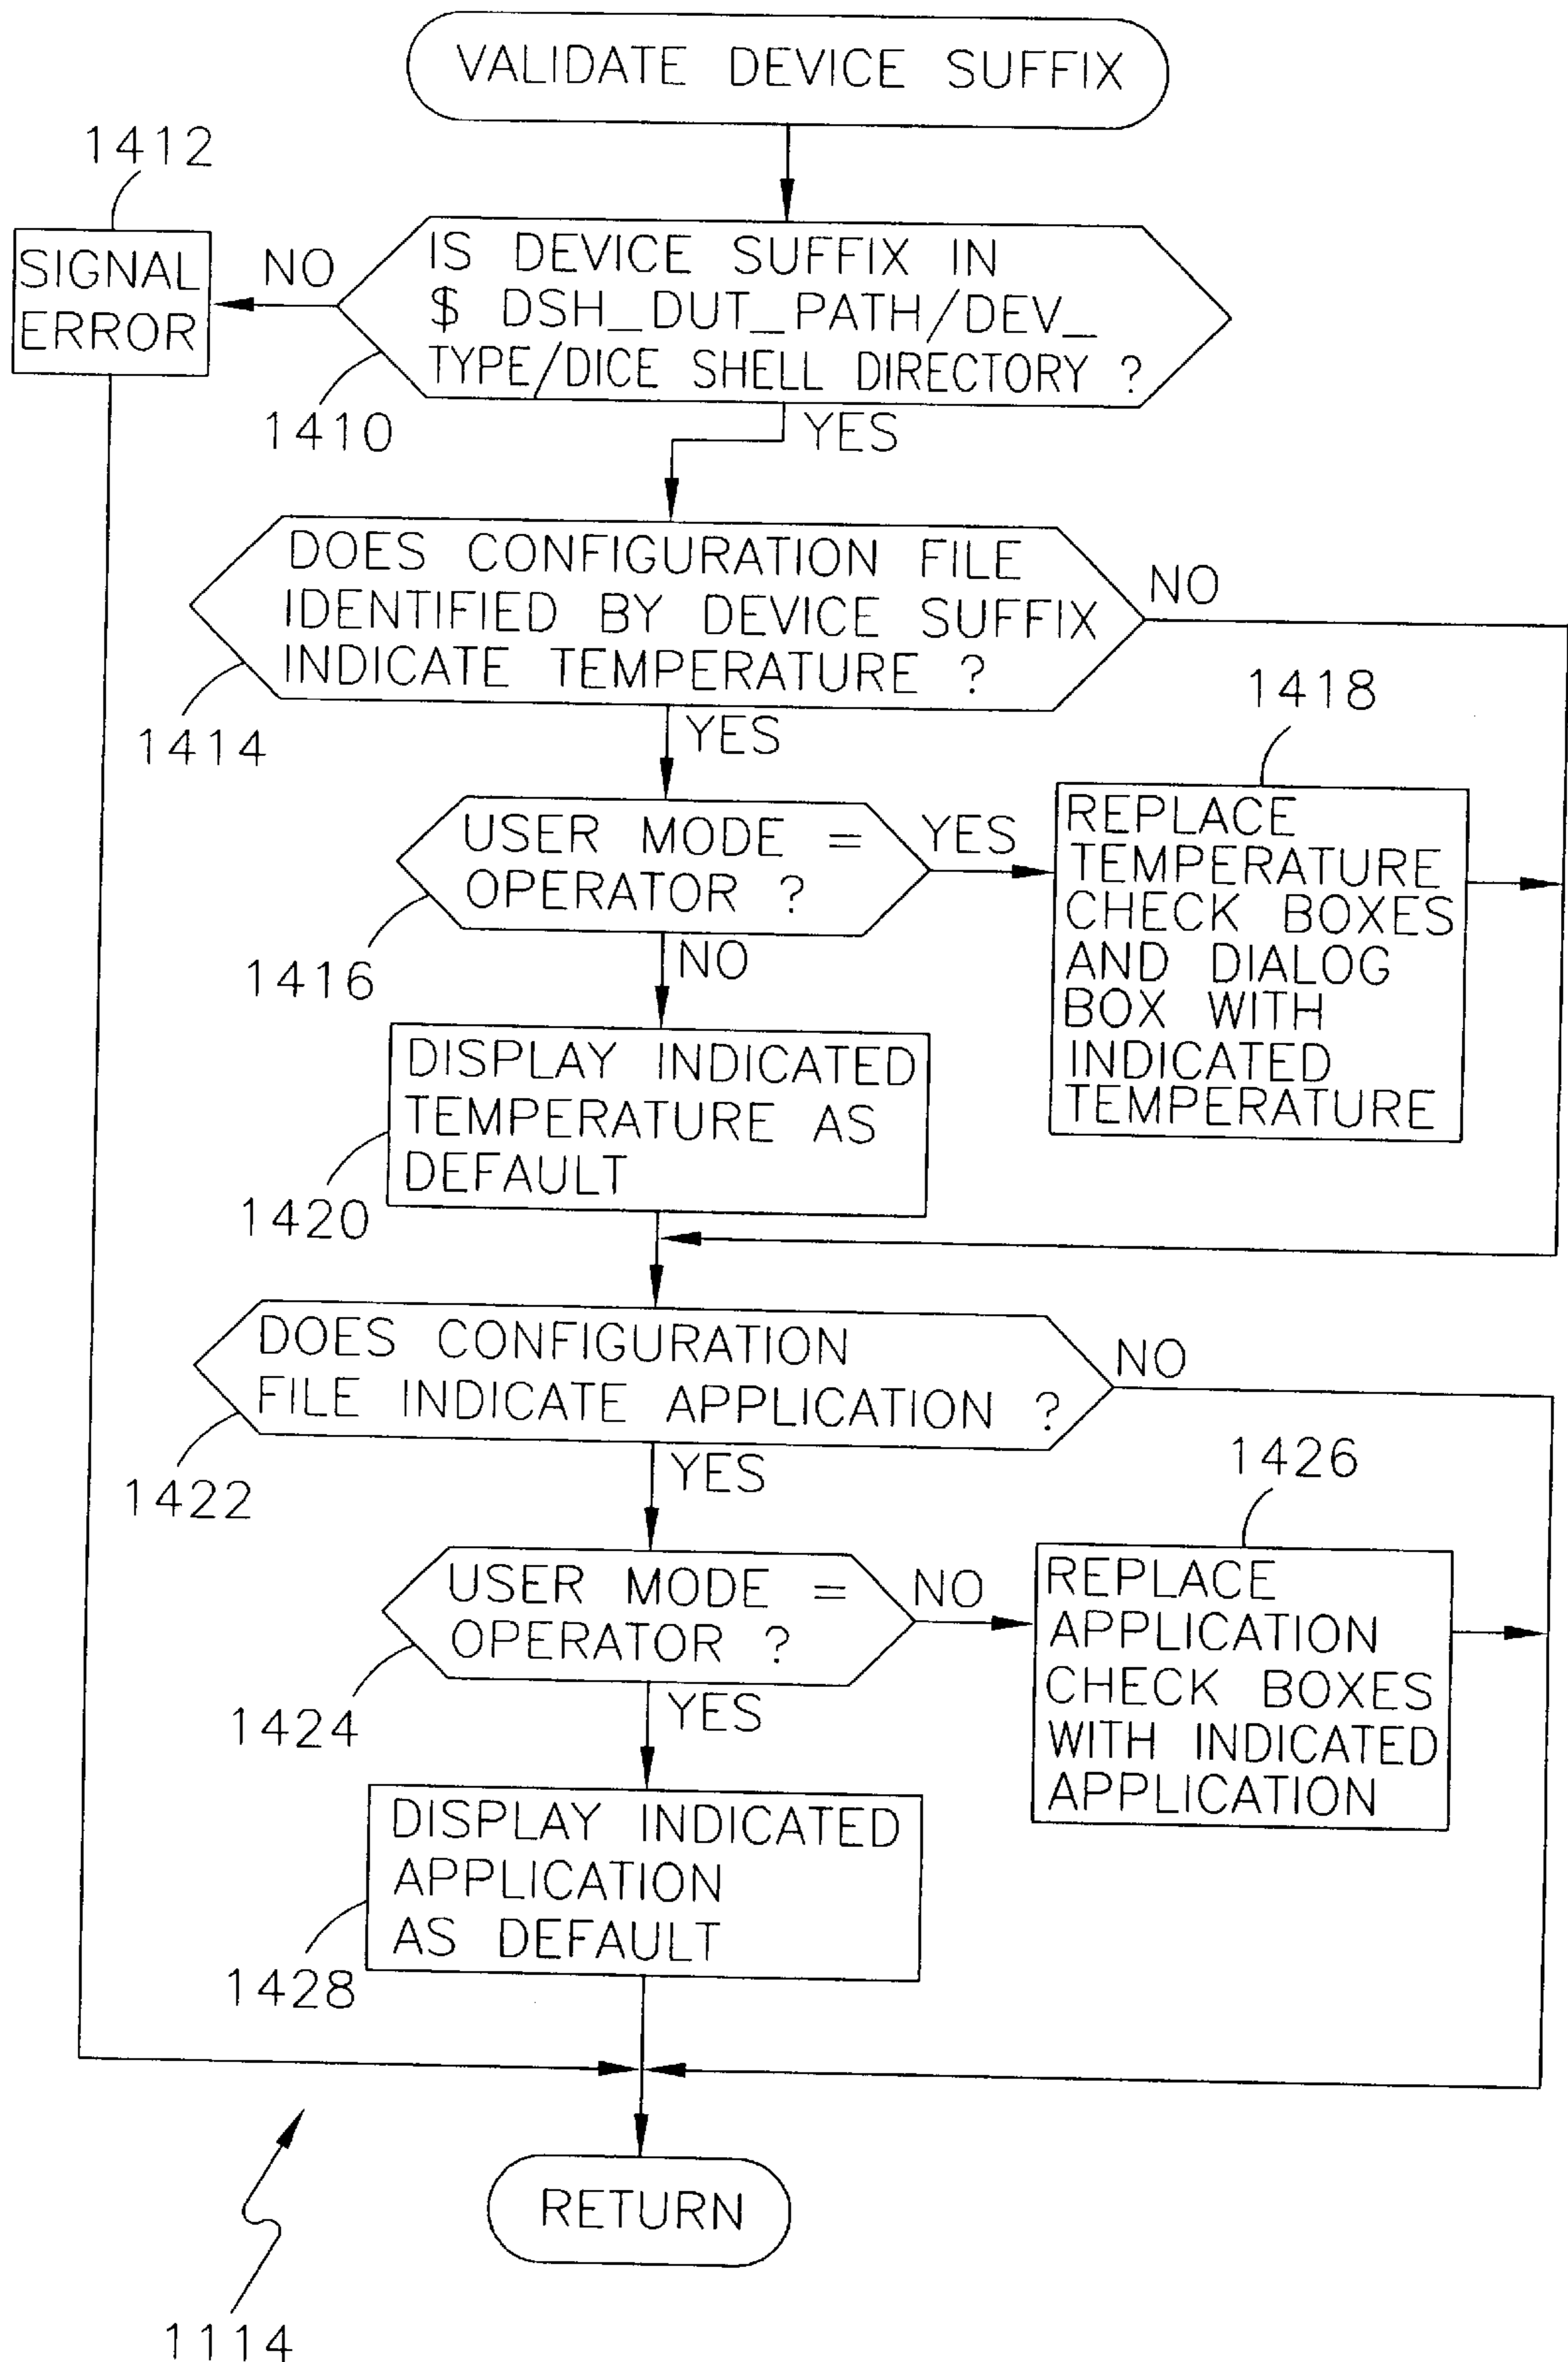 VALIDATE DEVICE SUFFIX
1412
SIGNAL
ERROR
NO
IS DEVICE SUFFIX IN
$ DSH_DUT_PATH/DEV_
TYPE/DICE SHELL DIRECTORY ?
1410
YES
DOES CONFIGURATION FILE
IDENTIFIED BY DEVICE SUFFIX
INDICATE TEMPERATURE ?
NO
1414
YES
1418
USER MODE =
OPERATOR ?
YES
REPLACE
TEMPERATURE
CHECK BOXES
AND DIALOG
BOX WITH
INDICATED
TEMPERATURE
1416
NO
DISPLAY INDICATED
TEMPERATURE AS
DEFAULT
1420
DOES CONFIGURATION
FILE INDICATE APPLICATION ?
NO
1422
YES
1426
USER MODE =
OPERATOR ?
NO
REPLACE
APPLICATION
CHECK BOXES
WITH INDICATED
APPLICATION
1424
YES
DISPLAY INDICATED
APPLICATION
AS DEFAULT
1428
RETURN
1114